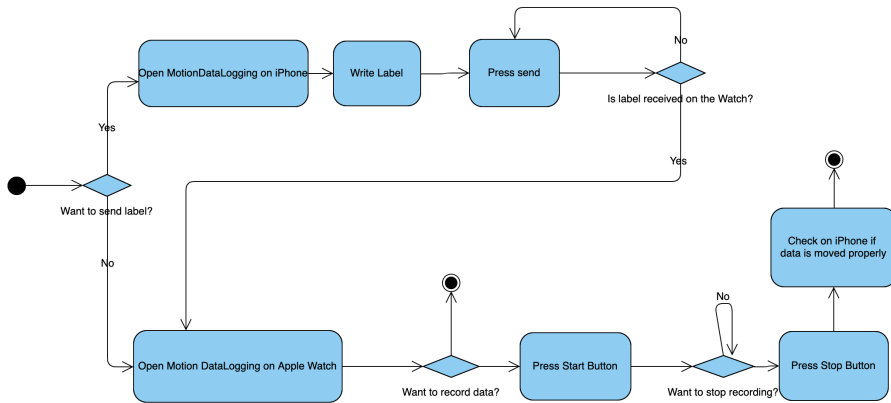 Open MotionDataLogging on iPhone
Write Label
Press send
No
Is label received on the Watch?
Yes
Want to send label?
No
Yes
Open Motion DataLogging on Apple Watch
Want to record data?
Press Start Button
No
Want to stop recording?
Press Stop Button
Check on iPhone if
data is moved properly